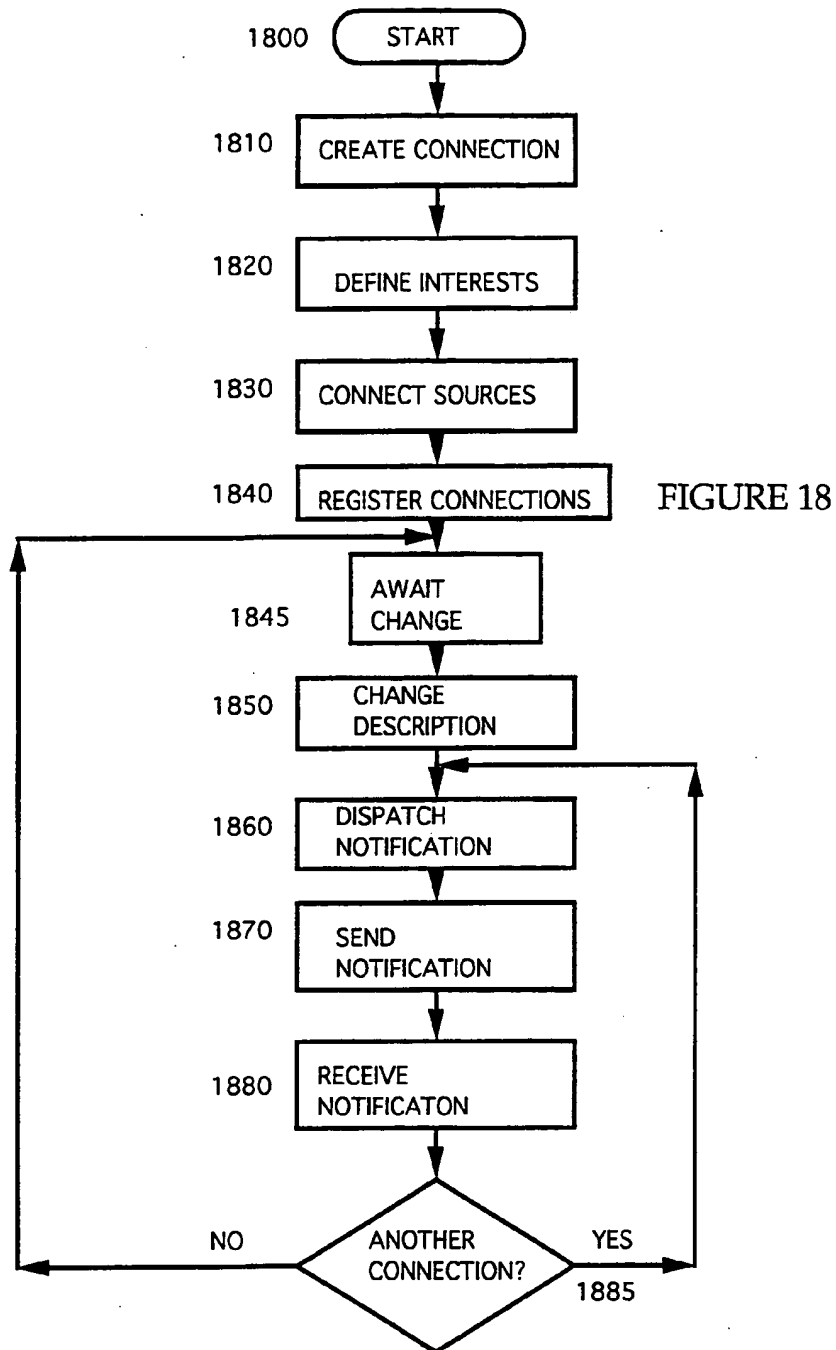 1800 START
1810 CREATE CONNECTION
1820 DEFINE INTERESTS
1830 CONNECT SOURCES
1840 REGISTER CONNECTIONS FIGURE 18
AWAIT
1845 CHANGE
1850 CHANGE
DESCRIPTION
1860 DISPATCH
NOTIFICATION
1870 SEND
NOTIFICATION
1880 RECEIVE
NOTIFICATON
NO ANOTHER YES
CONNECTION?
1885